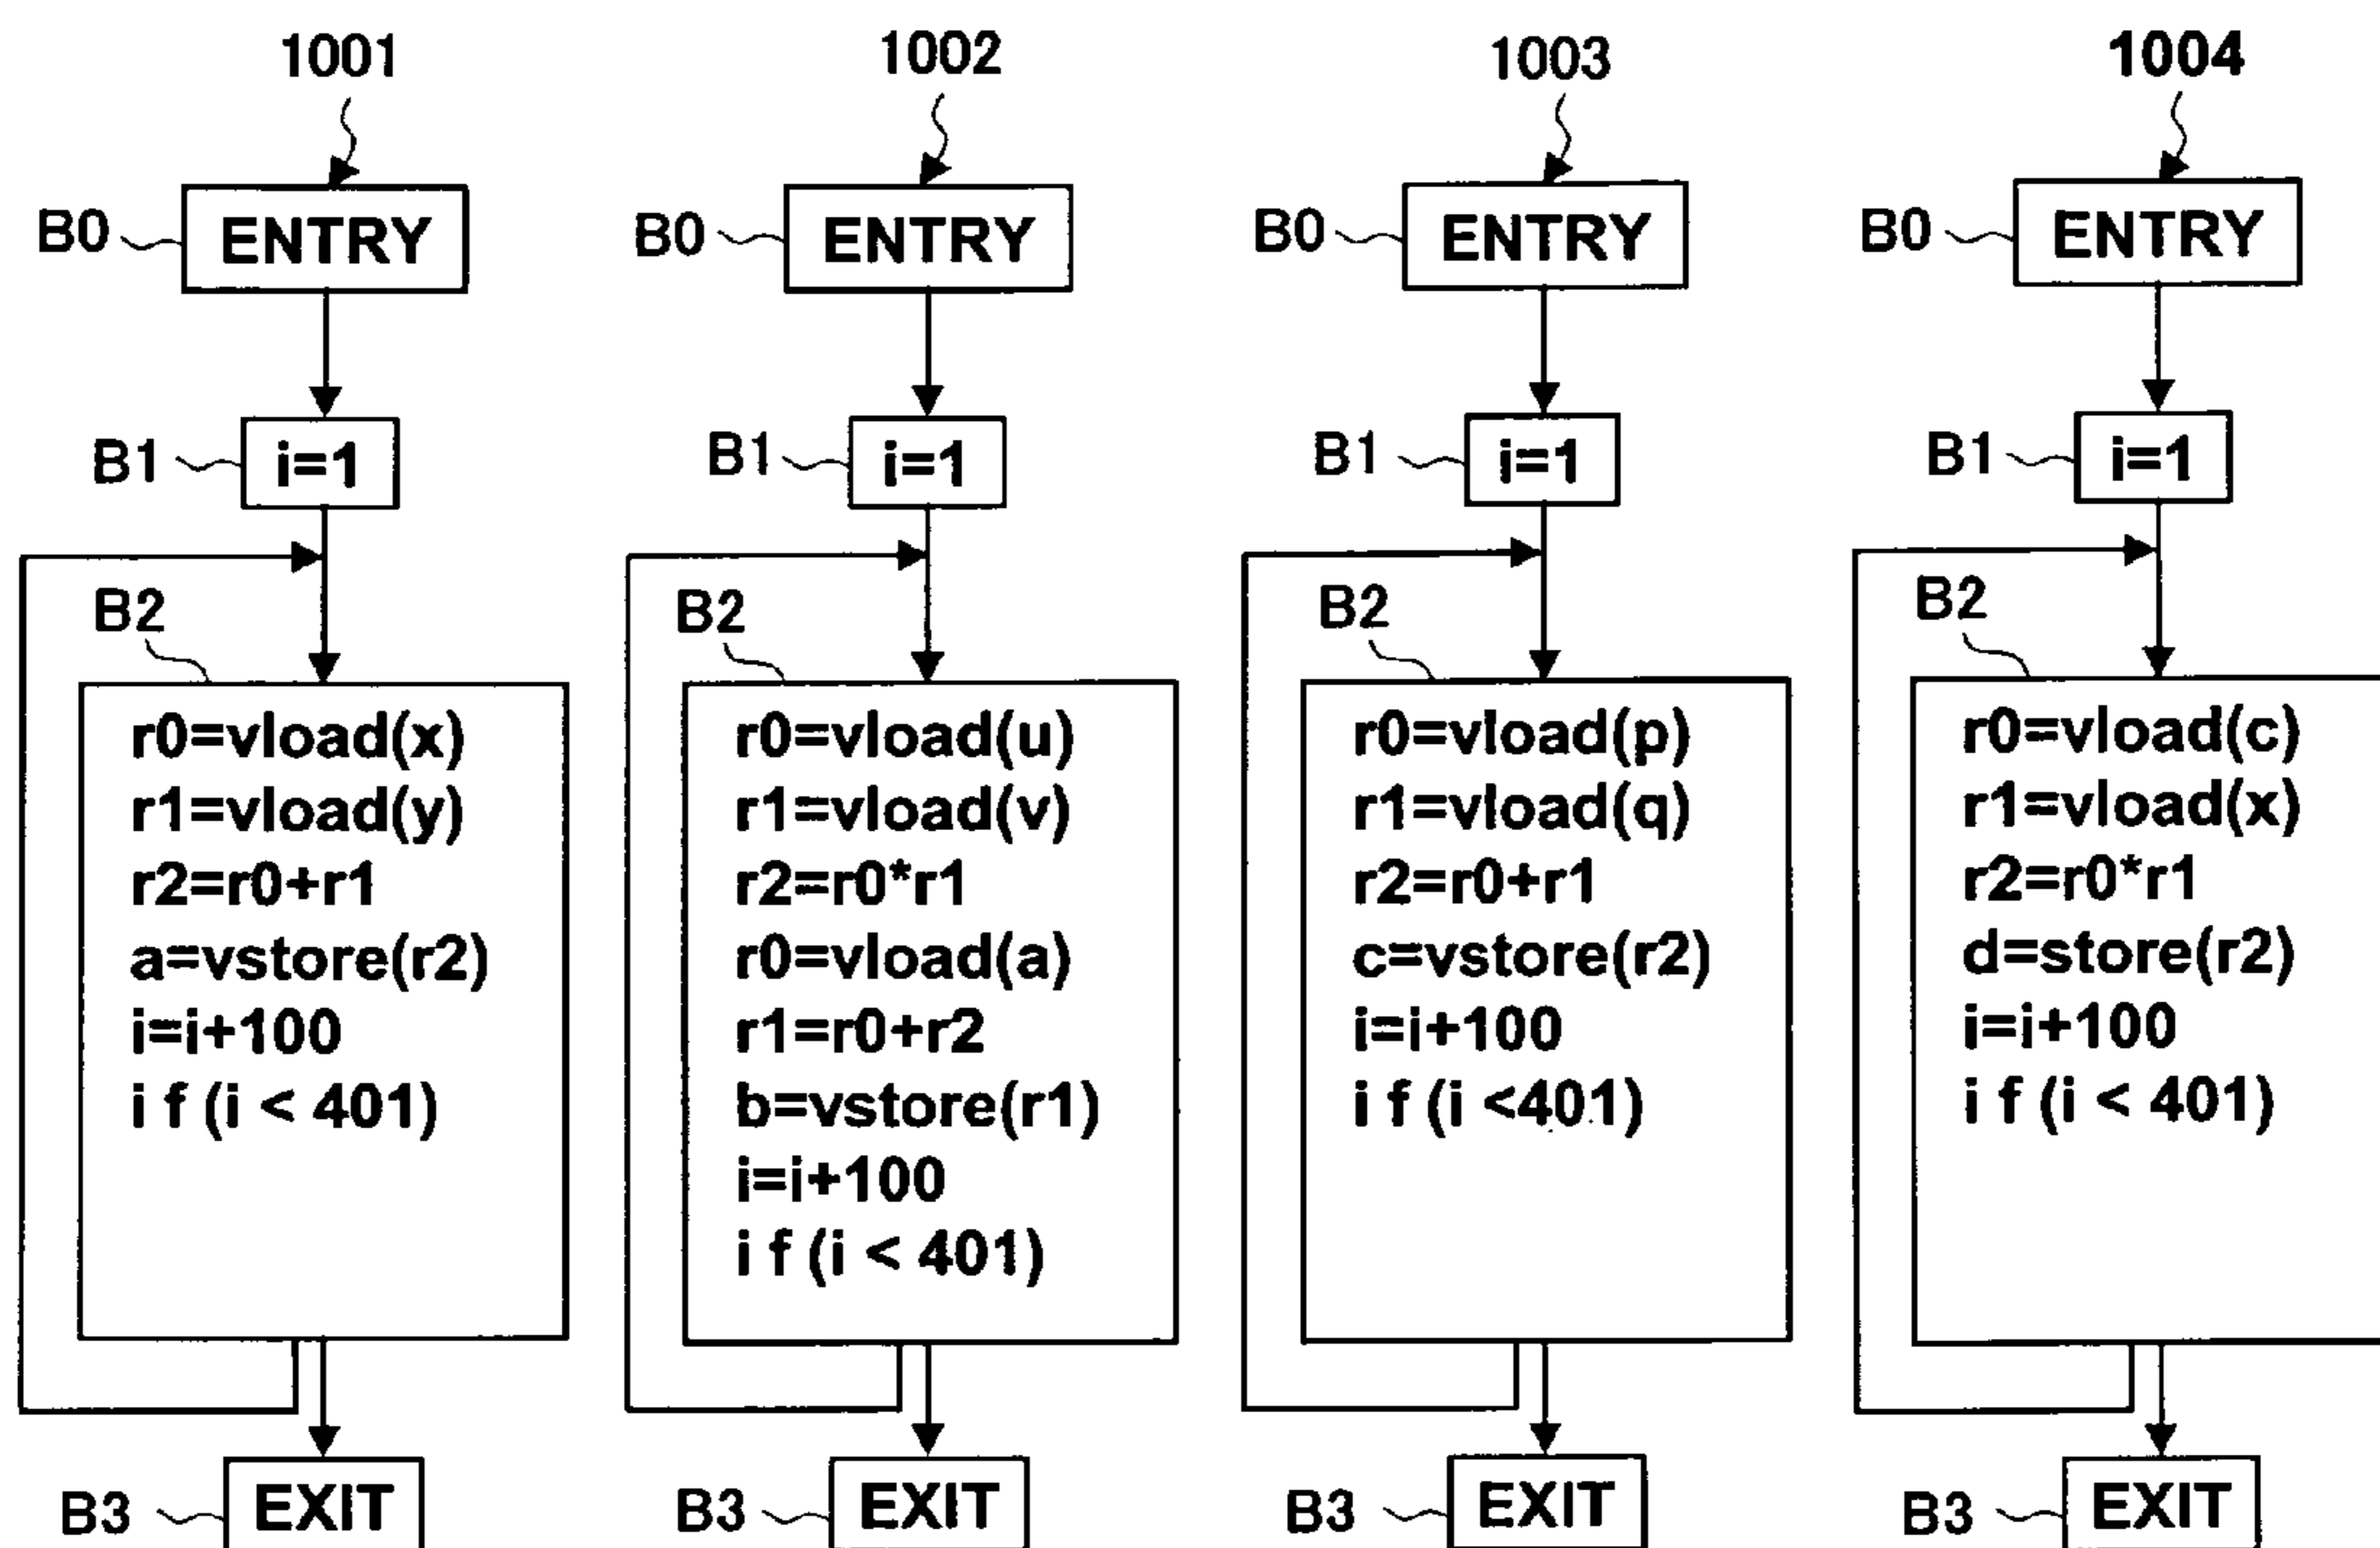 1001
B0
ENTRY
B1
i=1
B2
r0=vload(x)
r1=vload(y)
r2=r0+r1
a=vstore(r2)
i=i+100
i f (i < 401)
B3
EXIT
1002
B0
ENTRY
B1
i=1
B2
r0=vload(u)
r1=vload(v)
r2=r0*r1
r0=vload(a)
r1=r0+r2
b=vstore(r1)
i=i+100
i f (i < 401)
B3
EXIT
1003
B0
ENTRY
B1
i=1
B2
r0=vload(p)
r1=vload(q)
r2=r0+r1
c=vstore(r2)
i=i+100
i f (i <401)
B3
EXIT
1004
B0
ENTRY
B1
i=1
B2
r0=vload(c)
r1=vload(x)
r2=r0*r1
d=store(r2)
i=i+100
i f (i < 401)
B3
EXIT